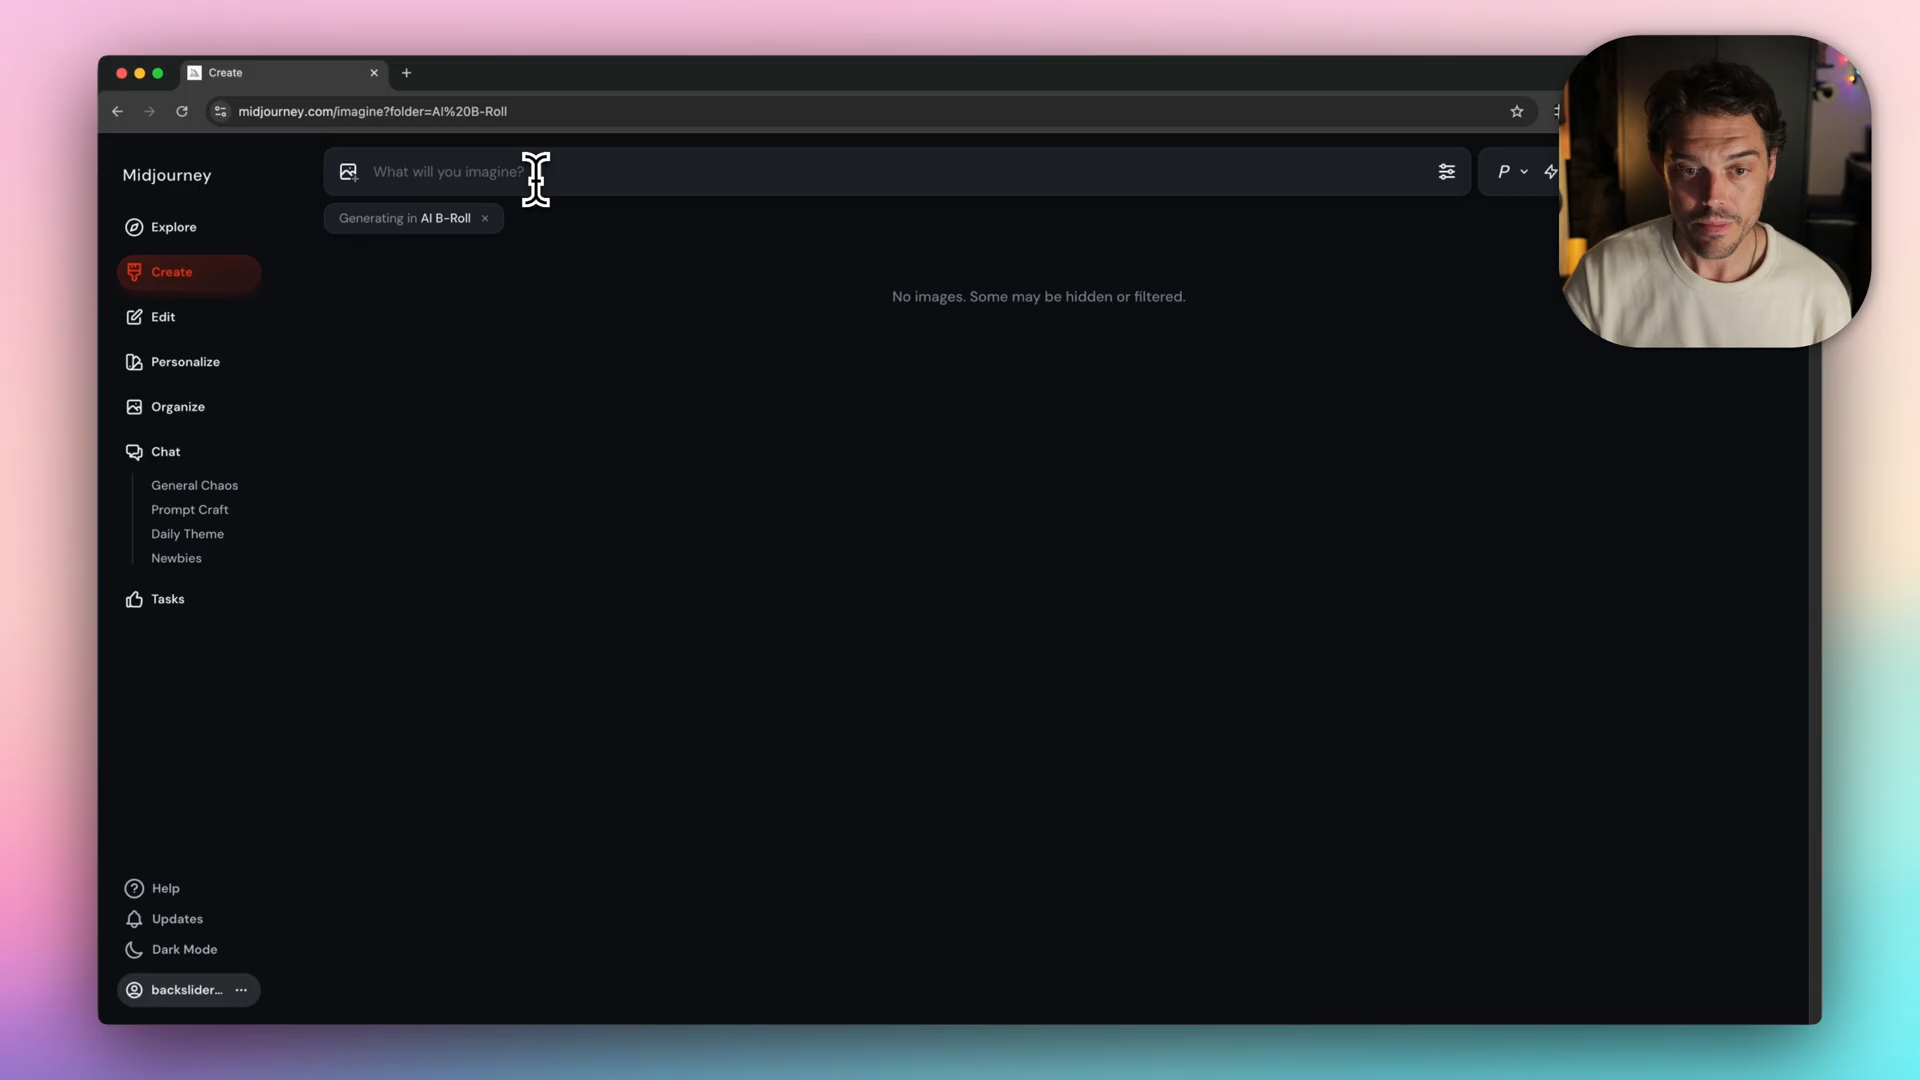 Create
midjourney.com/imagine?folder=AI%20B-Roll
Midjourney
What will you imagine?
P
Generating in AI B-Roll
Explore
Create
No images. Some may be hidden or filtered.
Edit
Personalize
Organize
Chat
General Chaos
Prompt Craft
Daily Theme
Newbies
Tasks
Help
Updates
Dark Mode
backslider...